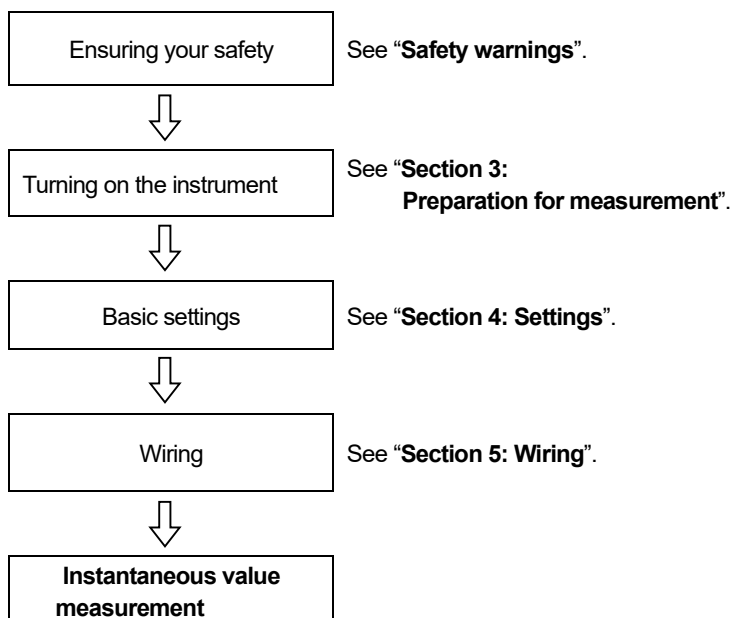 Ensuring your safety
See “Safety warnings”.
Turning on the instrument
See “Section 3:
Preparation for measurement”.
Basic settings
See “Section 4: Settings”.
Wiring
See “Section 5: Wiring”.
Instantaneous value
measurement